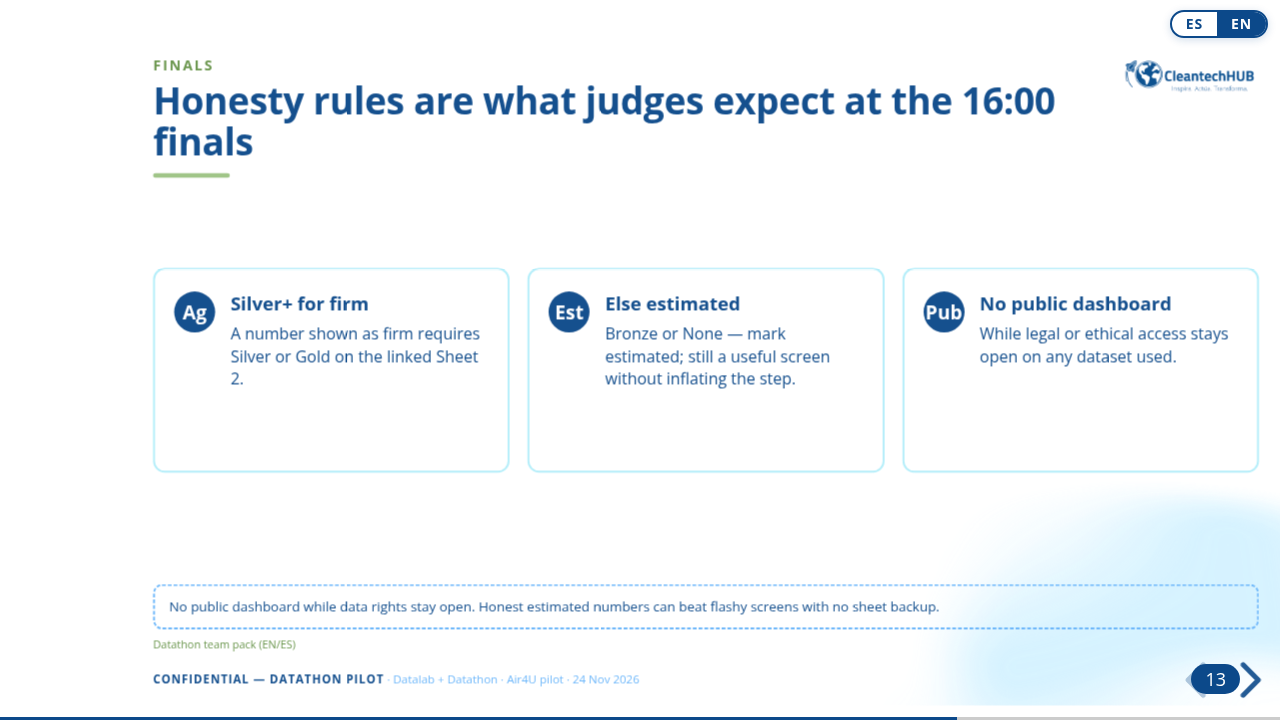 ES EN
FINALS
CleantechHUB
Inspira. Actúa. Transforma.
Honesty rules are what judges expect at the 16:00
finals
Ag
Silver+ for firm
A number shown as firm requires
Silver or Gold on the linked Sheet
2.
Est
Else estimated
Bronze or None — mark
estimated; still a useful screen
without inflating the step.
Pub
No public dashboard
While legal or ethical access stays
open on any dataset used.
No public dashboard while data rights stay open. Honest estimated numbers can beat flashy screens with no sheet backup.
Datathon team pack (EN/ES)
CONFIDENTIAL — DATATHON PILOT · Datalab + Datathon · Air4U pilot · 24 Nov 2026
13